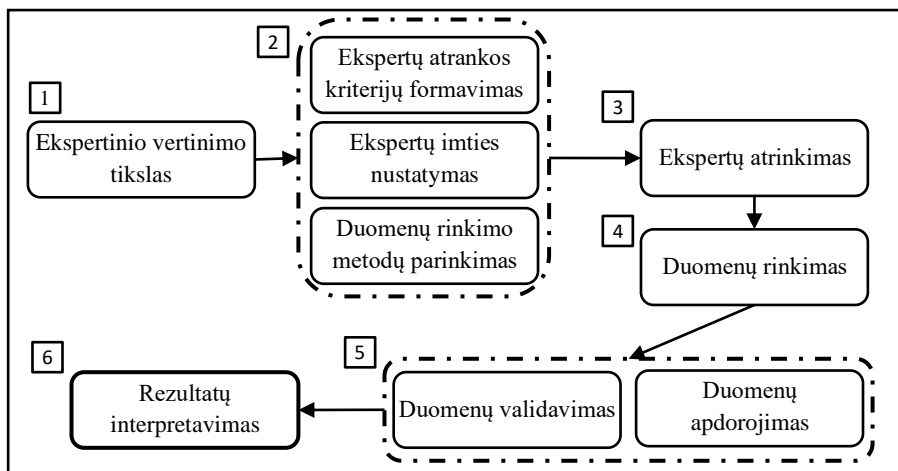 1
Ekspertinio vertinimo
tikslas
2
Ekspertų atrankos
kriterijų formavimas
Ekspertų imties
nustatymas
Duomenų rinkimo
metodų parinkimas
3
Ekspertų atrinkimas
4
Duomenų rinkimas
5
Duomenų validavimas
Duomenų
apdorojimas
6
Rezultatų
interpretavimas